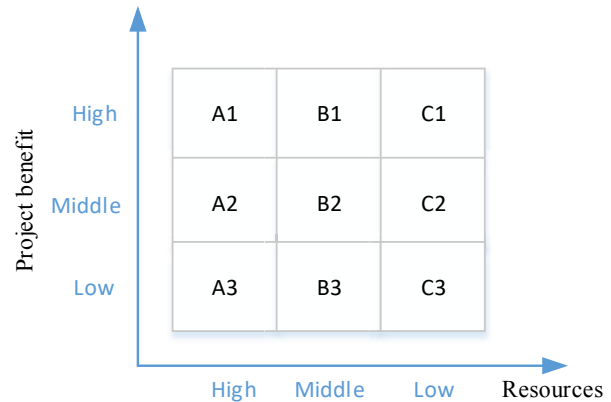 Project benefit
High
A1
B1
C1
Middle
A2
B2
C2
Low
A3
B3
C3
High
Middle
Low
Resources